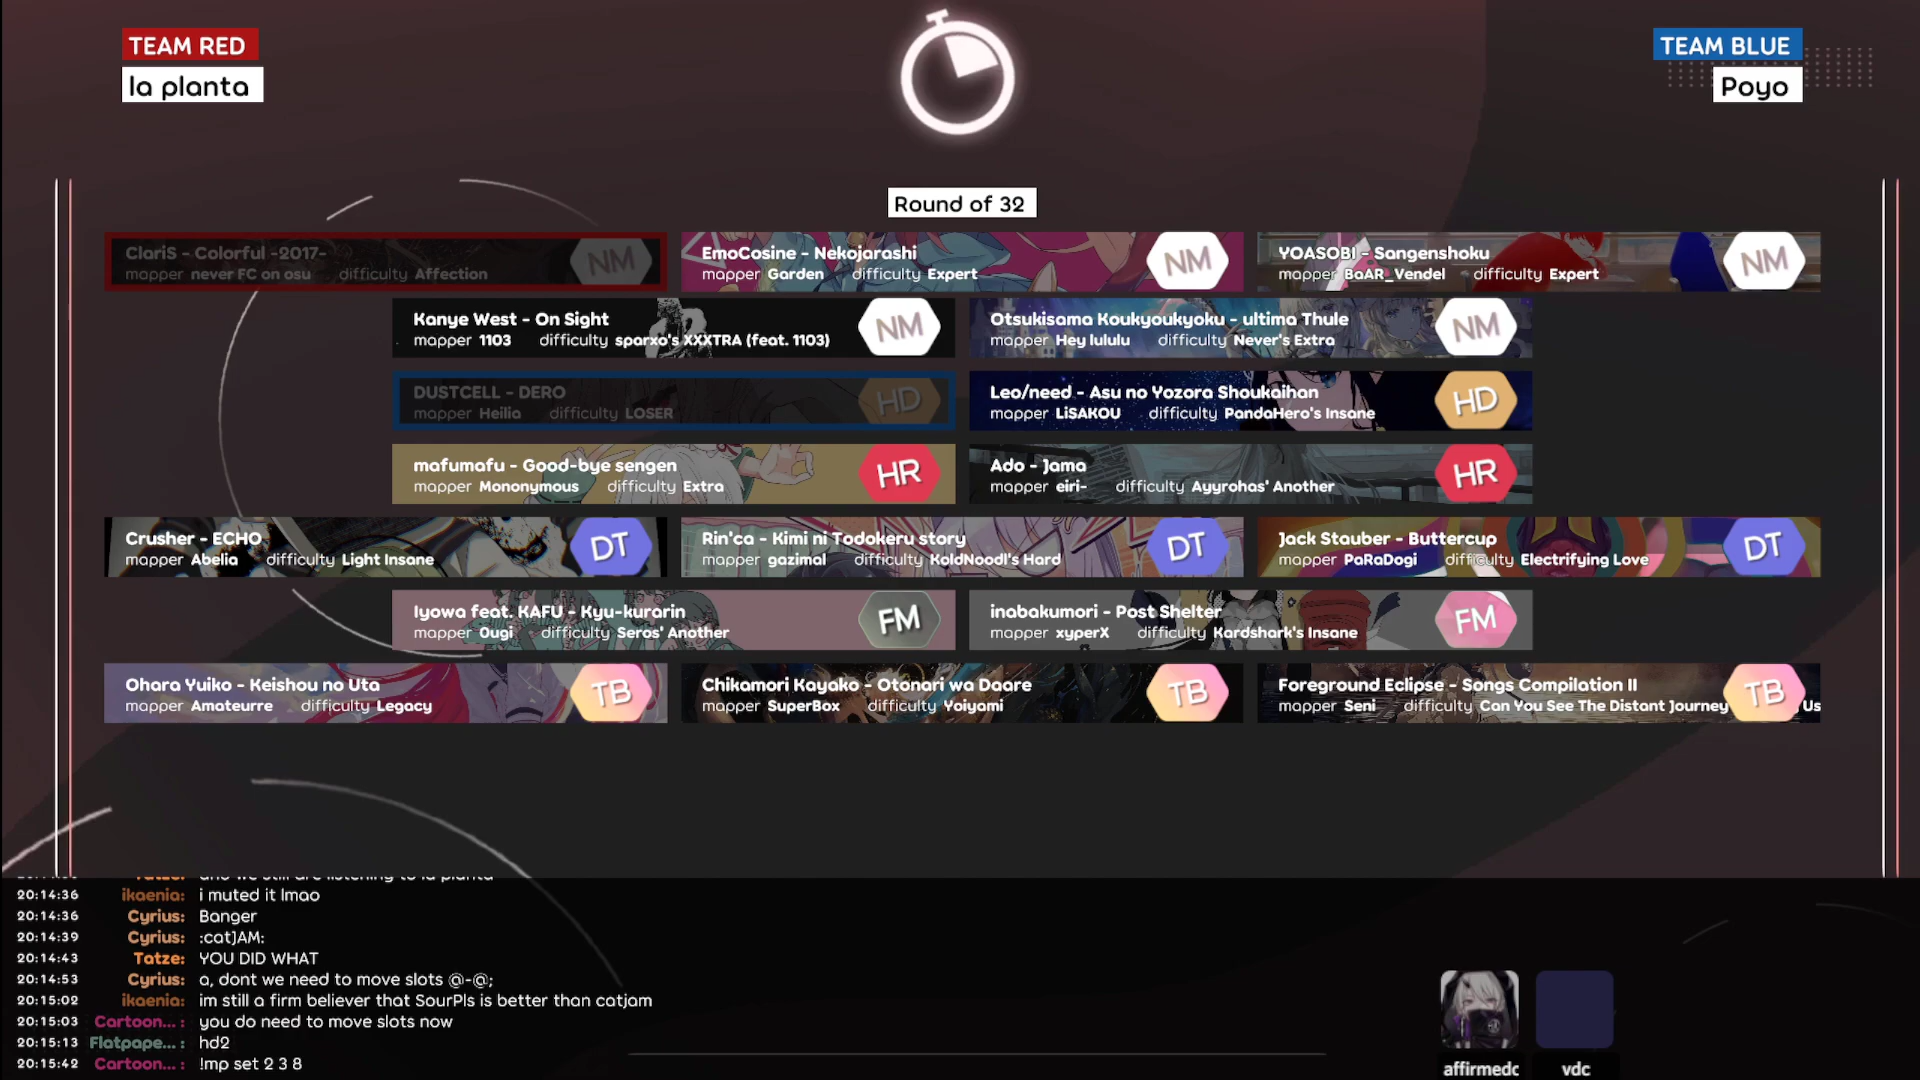 TEAM RED
la planta
TEAM BLUE
Poyo
Round of 32
ClariS - Colorful -2017-
mapper never FC on osu difficulty Affection
NM
EmoCosine - Nekojarashi
mapper Garden difficulty Expert
NM
YOASOBI - Sangenshoku
mapper BaAR_Vendel difficulty Expert
NM
Kanye West - On Sight
mapper 1103 difficulty sparxo's XXXTRA (feat. 1103)
NM
Otsukisama Koukyoukyoku - ultima Thule
mapper Hey lululu difficulty Never's Extra
NM
DUSTCELL - DERO
mapper Heilia difficulty LOSER
HD
Leo/need - Asu no Yozora Shoukaihan
mapper LiSAKOU difficulty PandaHero's Insane
HD
mafumafu - Good-bye sengen
mapper Mononymous difficulty Extra
HR
Ado - Jama
mapper eiri- difficulty Ayyrohas' Another
HR
Crusher - ECHO
mapper Abelia difficulty Light Insane
DT
Rin'ca - Kimi ni Todokeru story
mapper gazimal difficulty KoldNoodl's Hard
DT
Jack Stauber - Buttercup
mapper PaRaDogi difficulty Electrifying Love
DT
Iyowa feat. KAFU - Kyu-kurarin
mapper Ougi difficulty Seros' Another
FM
inabakumori - Post Shelter
mapper xyperX difficulty Kardshark's Insane
FM
Ohara Yuiko - Keishou no Uta
mapper Amateurre difficulty Legacy
TB
Chikamori Kayako - Otonari wa Daare
mapper SuperBox difficulty Yoiyami
TB
Foreground Eclipse - Songs Compilation II
mapper Seni difficulty Can You See The Distant Journey Us
TB
Tatze: and we still are listening to la planta
20:14:36 ikaenia: i muted it lmao
20:14:36 Cyrius: Banger
20:14:39 Cyrius: :catJAM:
20:14:43 Tatze: YOU DID WHAT
20:14:53 Cyrius: a, dont we need to move slots @-@;
20:15:02 ikaenia: im still a firm believer that SourPls is better than catjam
20:15:03 Cartoon... : you do need to move slots now
20:15:13 Flatpape... : hd2
20:15:42 Cartoon... : !mp set 2 3 8
affirmedc
vdc